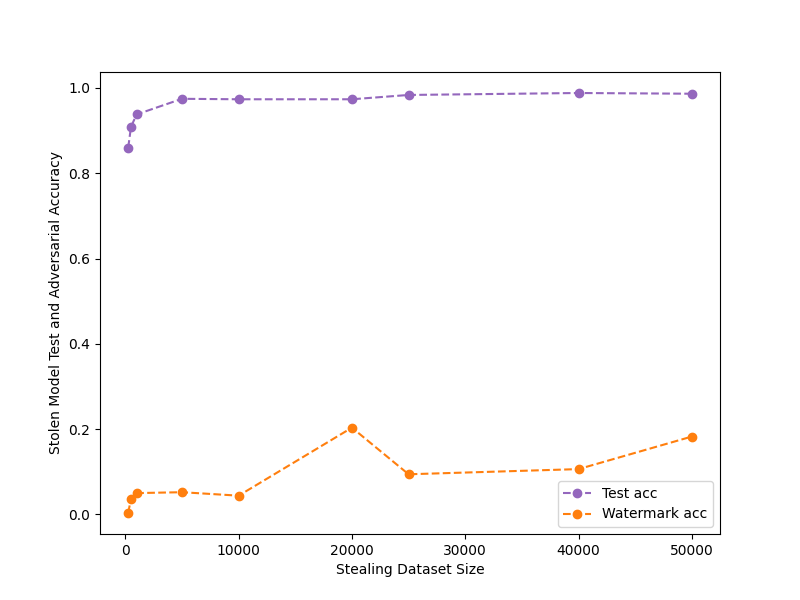 1.0
0.8
0.6
0.4
0.2
0.0
Stolen Model Test and Adversarial Accuracy
Test acc
Watermark acc
0 10000 20000 30000 40000 50000
Stealing Dataset Size